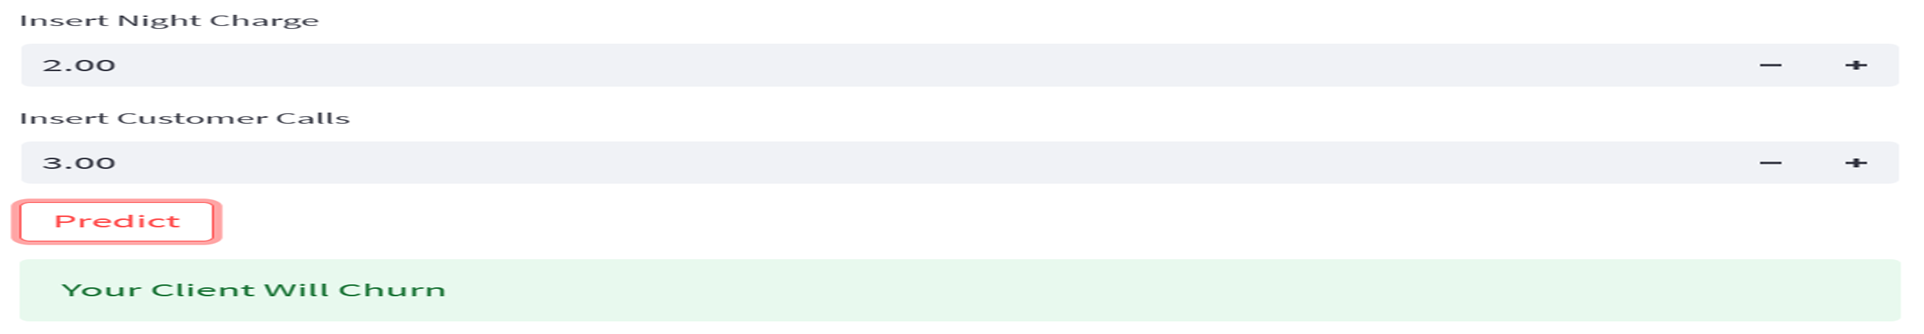 Insert Night Charge
2.00
Insert Customer Calls
3.00
Predict
Your Client Will Churn